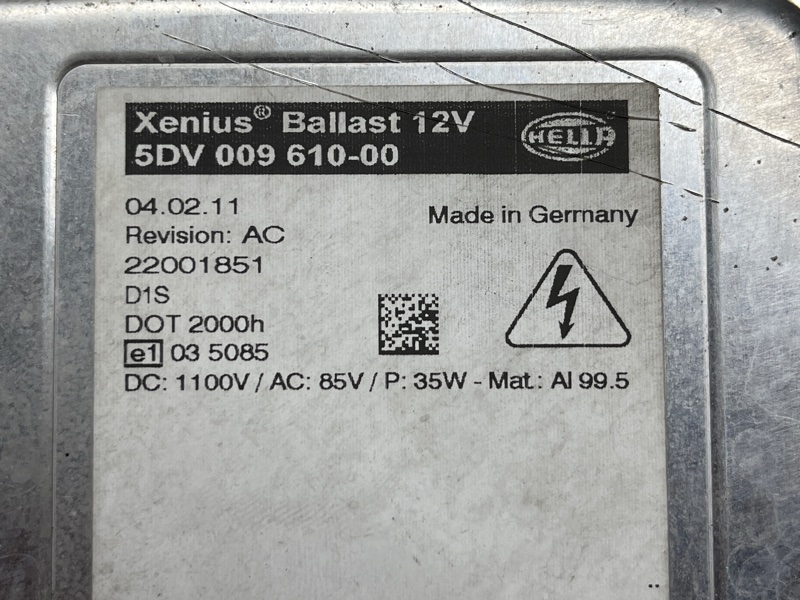 Xenius® Ballast 12V
5DV 009 610-00
HELLA
04.02.11
Made in Germany
Revision: AC
22001851
D1S
DOT 2000h
e1 03 5085
DC: 1100V / AC: 85V / P: 35W - Mat.: Al 99.5